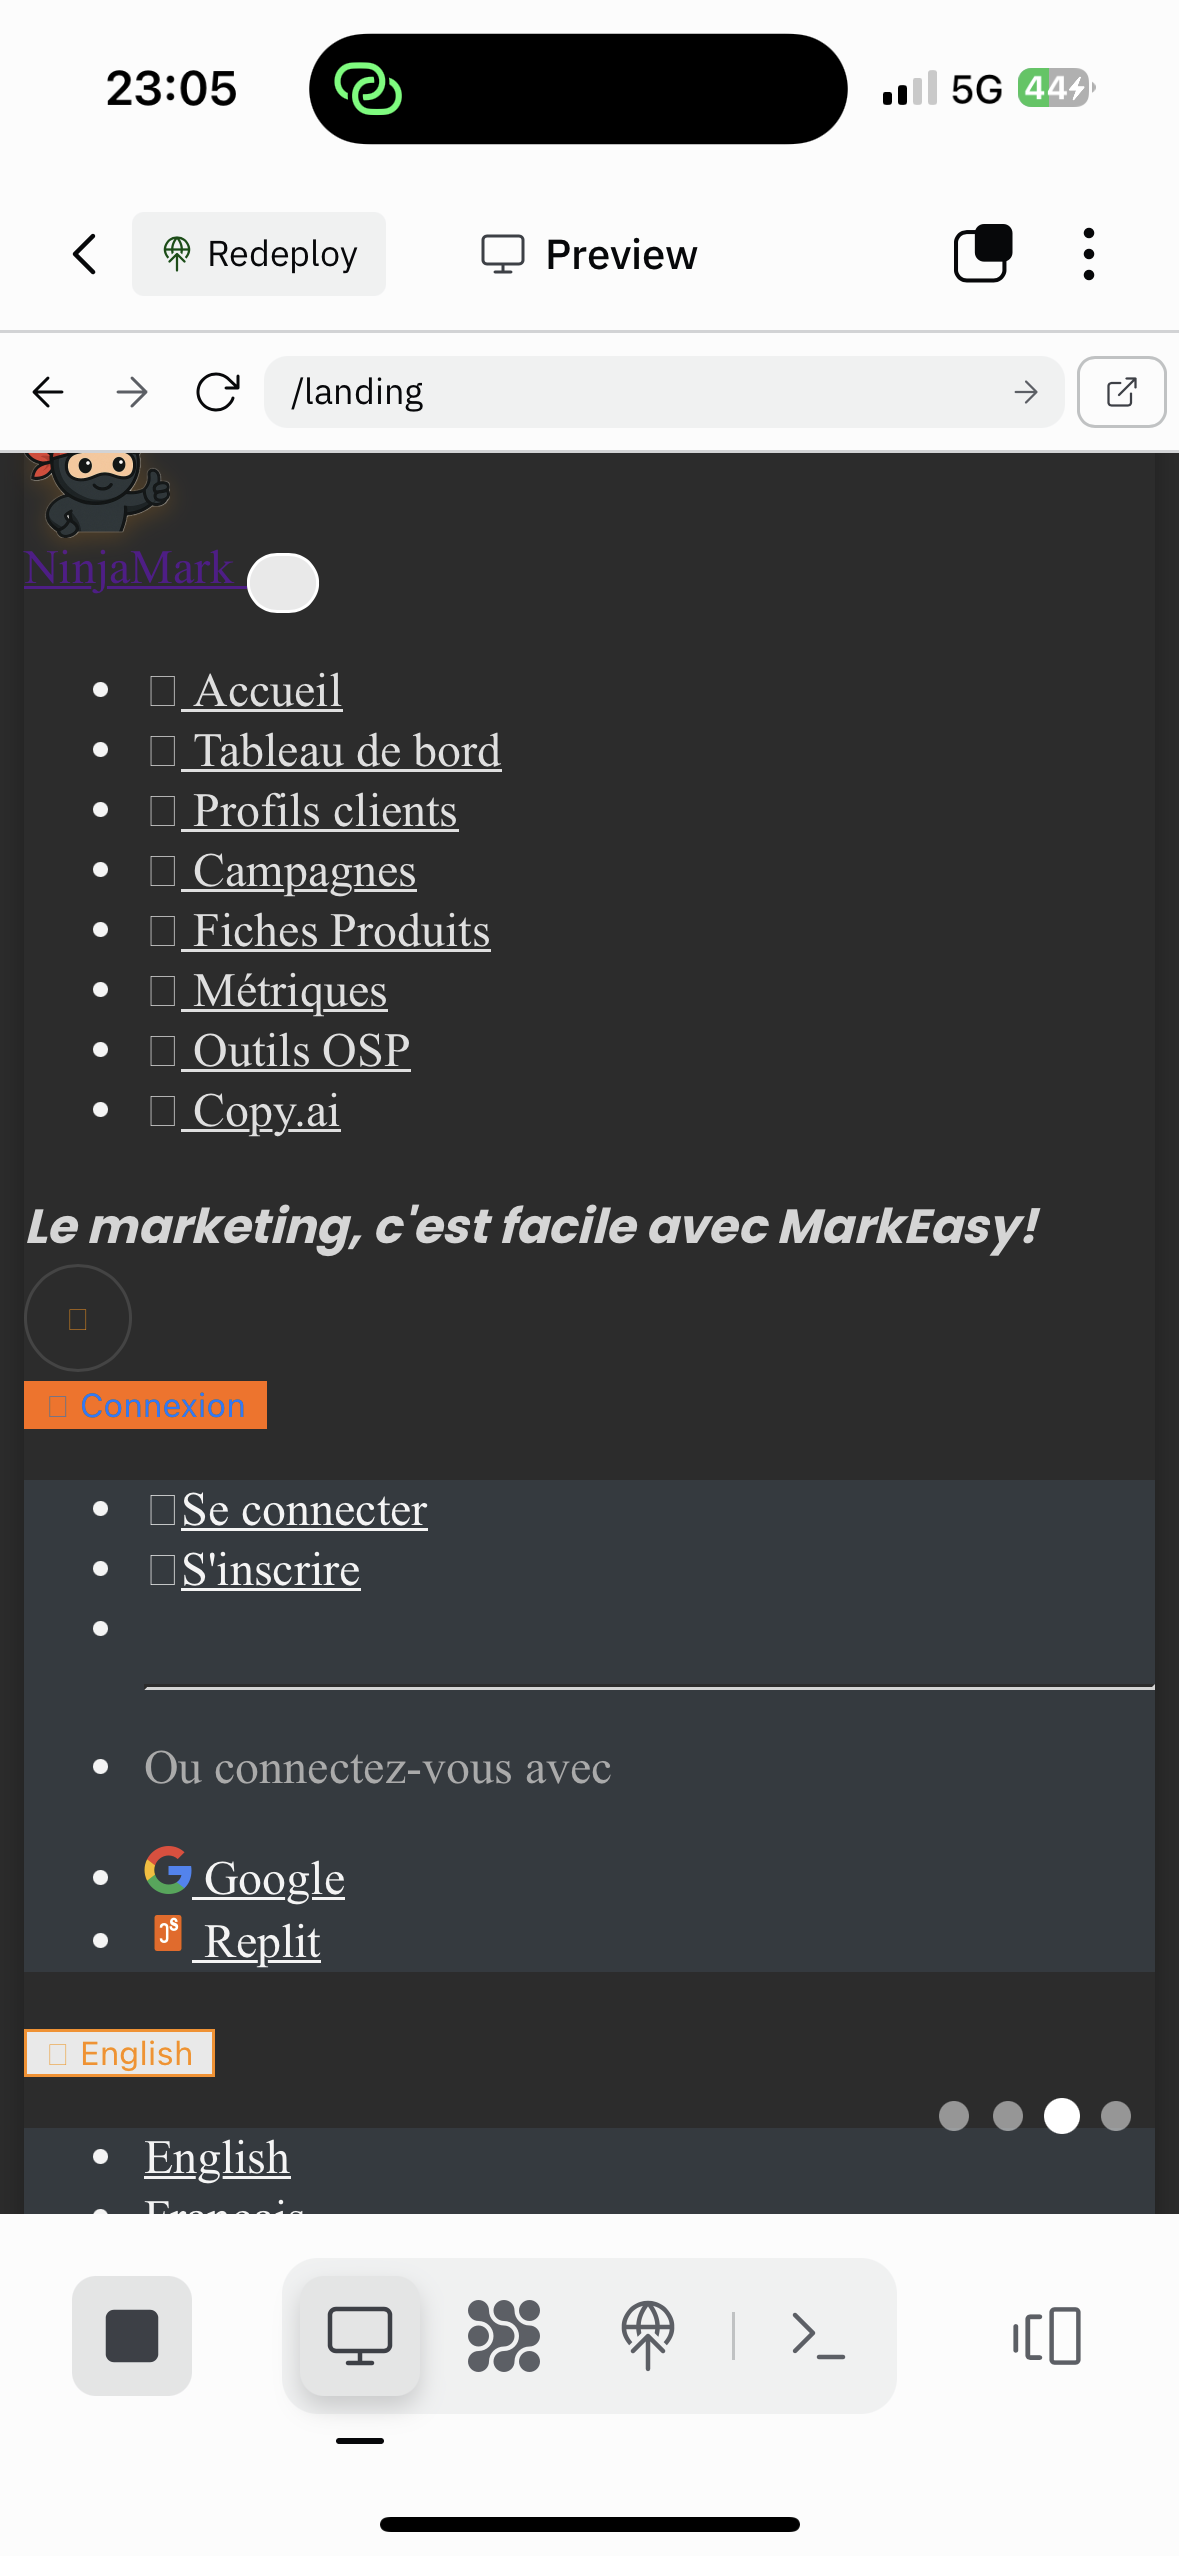 23:05
5G
44
Redeploy
Preview
/landing
NinjaMark
Accueil
Tableau de bord
Profils clients
Campagnes
Fiches Produits
Métriques
Outils OSP
Copy.ai
Le marketing, c'est facile avec MarkEasy!
Connexion
Se connecter
S'inscrire
Ou connectez-vous avec
Google
JS
Replit
English
English
Français